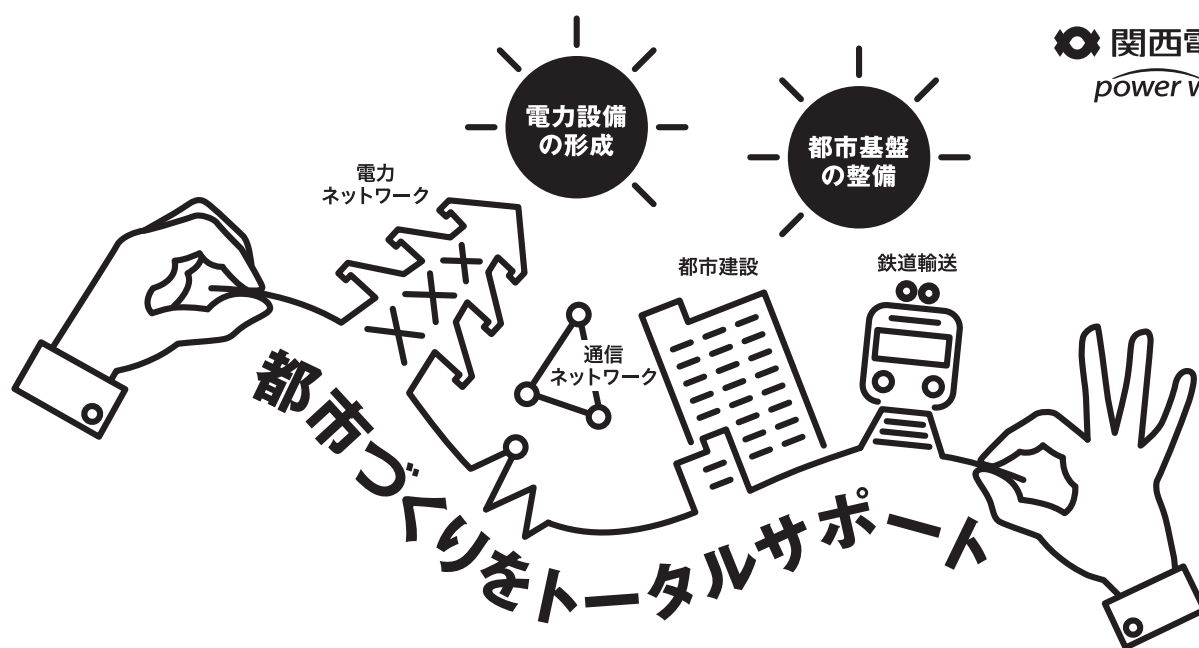 関西電
power w
電力設備
の形成
都市基盤
の整備
電力
ネットワーク
都市建設
鉄道輸送
通信
ネットワーク
都市づくりをトータルサポート